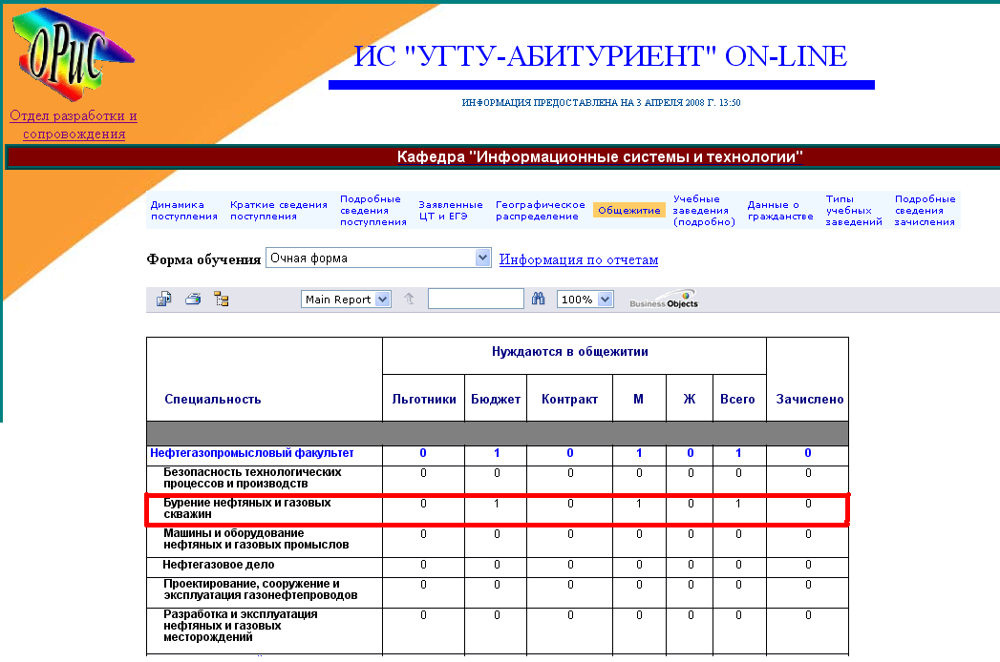 ОРиС
Отдел разработки и
сопровождения
ИС "УГТУ-АБИТУРИЕНТ" ON-LINE
ИНФОРМАЦИЯ ПРЕДОСТАВЛЕНА НА 3 АПРЕЛЯ 2008 Г. 13:50
Кафедра "Информационные системы и технологии"
Динамика
поступления
Краткие сведения
поступления
Подробные
сведения
поступления
Заявленные
ЦТ и ЕГЭ
Географическое
распределение
Общежитие
Учебные
заведения
(подробно)
Данные о
гражданстве
Типы
учебных
заведений
Подробные
сведения
зачисления
Форма обучения Очная форма Информация по отчетам
Main Report 100% Business Objects
Нуждаются в общежитии
Специальность Льготники Бюджет Контракт М Ж Всего Зачислено
Нефтегазопромысловый факультет 0 1 0 1 0 1 0
Безопасность технологических 0 0 0 0 0 0 0
процессов и производств
Бурение нефтяных и газовых 0 1 0 1 0 1 0
скважин
Машины и оборудование 0 0 0 0 0 0 0
нефтяных и газовых промыслов
Нефтегазовое дело 0 0 0 0 0 0 0
Проектирование, сооружение и 0 0 0 0 0 0 0
эксплуатация газонефтепроводов
Разработка и эксплуатация 0 0 0 0 0 0 0
нефтяных и газовых
месторождений